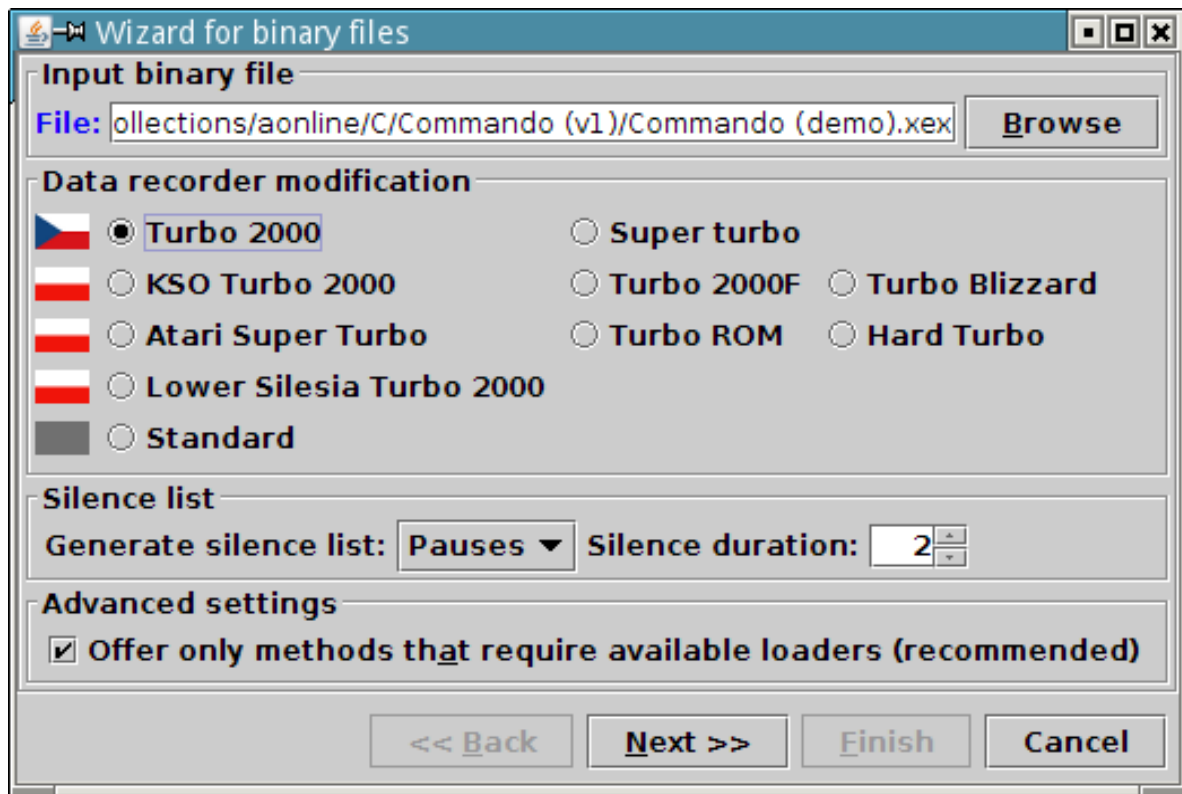 Wizard for binary files
Input binary file
File: ollections/aonline/C/Commando (v1)/Commando (demo).xex Browse
Data recorder modification
Turbo 2000 Super turbo
KSO Turbo 2000 Turbo 2000F Turbo Blizzard
Atari Super Turbo Turbo ROM Hard Turbo
Lower Silesia Turbo 2000
Standard
Silence list
Generate silence list: Pauses Silence duration: 2
Advanced settings
Offer only methods that require available loaders (recommended)
<< Back Next >> Finish Cancel